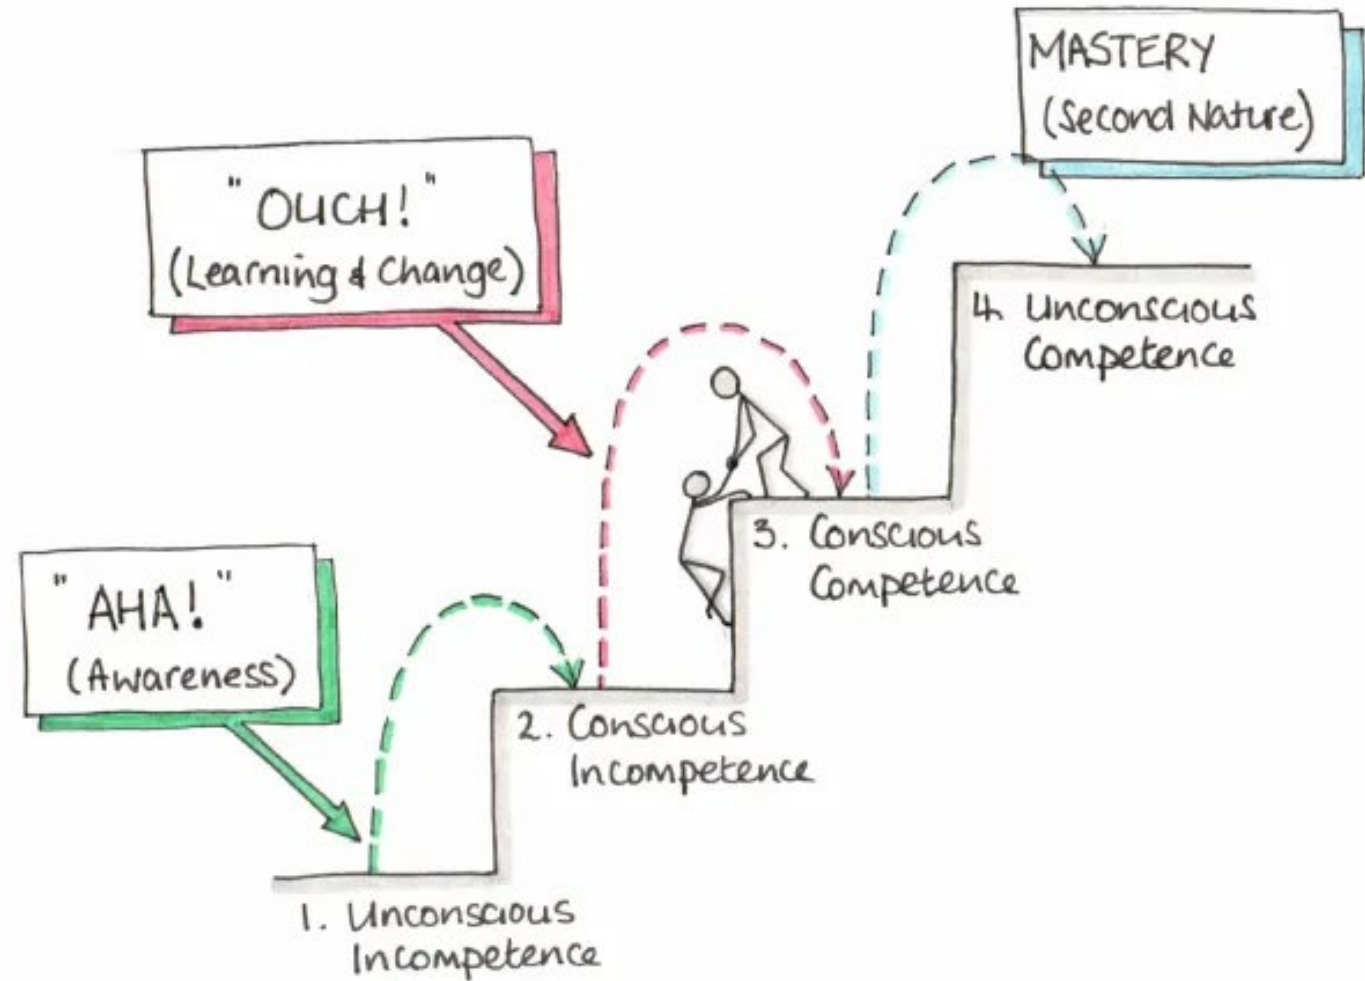 MASTERY
(Second Nature)
" OUCH! "
(Learning & Change)
4. Unconscious
Competence
3. Conscious
Competence
" AHA! "
(Awareness)
2. Conscious
Incompetence
1. Unconscious
Incompetence